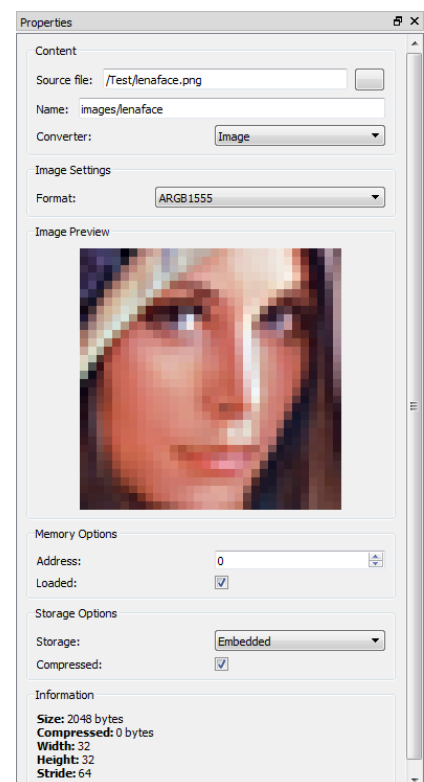 Properties
Content
Source file: /Test/lenaface.png
Name: images/lenaface
Converter: Image
Image Settings
Format: ARGB1555
Image Preview
Memory Options
Address: 0
Loaded:
Storage Options
Storage: Embedded
Compressed:
Information
Size: 2048 bytes
Compressed: 0 bytes
Width: 32
Height: 32
Stride: 64